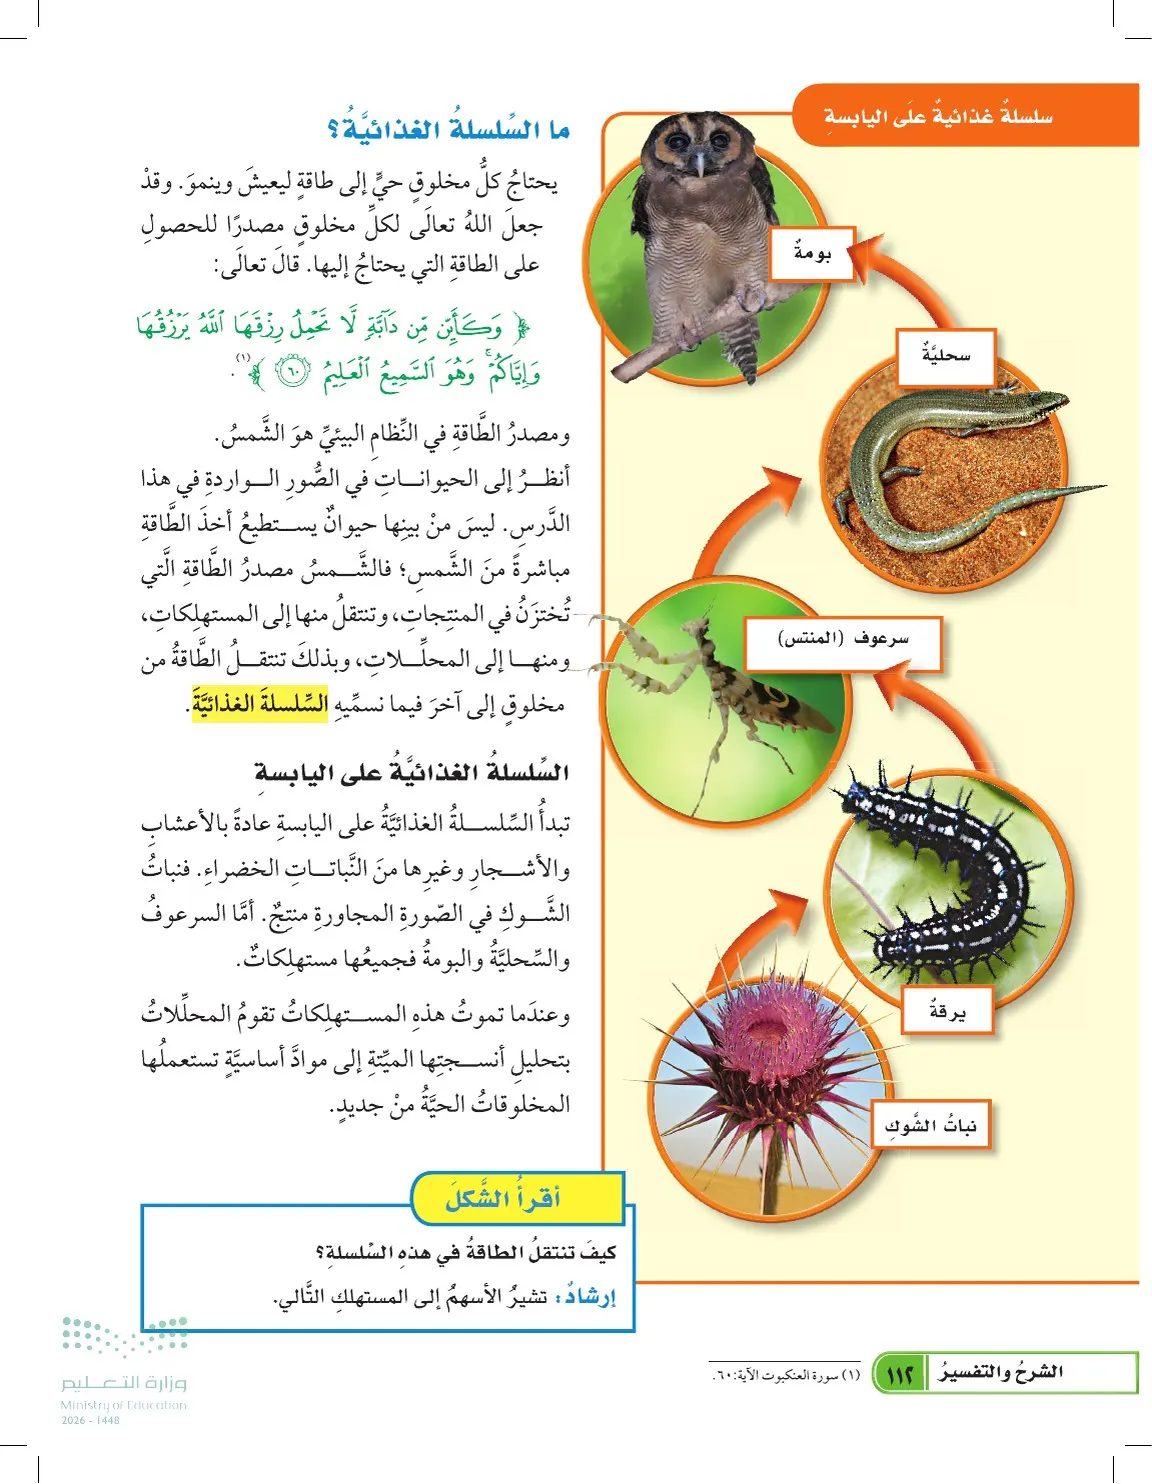 سلسلةٌ غذائيةٌ علَى اليابسةِ
ما السِّلسلةُ الغذائيَّةُ؟
يحتاجُ كلُّ مخلوقٍ حيٍّ إلى طاقةٍ ليعيشَ وينموَ. وقدْ
جعلَ اللهُ تعالَى لكلِّ مخلوقٍ مصدرًا للحصولِ
على الطاقةِ التي يحتاجُ إليها. قالَ تعالَى:
﴿ وَكَأَيِّن مِّن دَآبَّةٍ لَّا تَحْمِلُ رِزْقَهَا ٱللَّهُ يَرْزُقُهَا
وَإِيَّاكُمْ ۚ وَهُوَ ٱلسَّمِيعُ ٱلْعَلِيمُ ٦٠ ﴾(١).
ومصدرُ الطَّاقةِ في النِّظامِ البيئيِّ هوَ الشَّمسُ.
أنظرُ إلى الحيواناتِ في الصُّورِ الواردةِ في هذا
الدَّرسِ. ليسَ منْ بينِها حيوانٌ يستطيعُ أخذَ الطَّاقةِ
مباشرةً منَ الشَّمسِ؛ فالشَّمسُ مصدرُ الطَّاقةِ الَّتي
تُختزَنُ في المنتِجاتِ، وتنتقلُ منها إلى المستهلِكاتِ،
ومنها إلى المحلِّلاتِ، وبذلكَ تنتقلُ الطَّاقةُ من
مخلوقٍ إلى آخرَ فيما نسمِّيهِ السِّلسلةَ الغذائيَّةَ.
السِّلسلةُ الغذائيَّةُ على اليابسةِ
تبدأُ السِّلسلةُ الغذائيَّةُ على اليابسةِ عادةً بالأعشابِ
والأشجارِ وغيرِها منَ النَّباتاتِ الخضراءِ. فنباتُ
الشَّوكِ في الصّورةِ المجاورةِ منتِجٌ. أمَّا السرعوفُ
والسِّحليَّةُ والبومةُ فجميعُها مستهلِكاتٌ.
وعندَما تموتُ هذهِ المستهلِكاتُ تقومُ المحلِّلاتُ
بتحليلِ أنسجتِها الميِّتةِ إلى موادَّ أساسيَّةٍ تستعملُها
المخلوقاتُ الحيَّةُ منْ جديدٍ.
بومةٌ
سحليَّةٌ
سرعوف (المنتس)
يرقةٌ
نباتُ الشَّوكِ
أقرأُ الشَّكلَ
كيفَ تنتقلُ الطاقةُ في هذهِ السِّلسلةِ؟
إرشادٌ: تشيرُ الأسهمُ إلى المستهلكِ التَّالي.
(١) سورة العنكبوت الآية: ٦٠.
١١٢ الشرحُ والتفسيرُ
وزارة التعليم
Ministry of Education
2026 - 1448